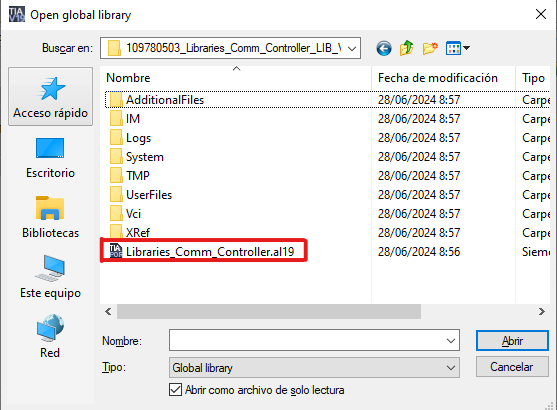 Open global library
Buscar en: 109780503_Libraries_Comm_Controller_LIB_V
Nombre Fecha de modificación Tipo
AdditionalFiles 28/06/2024 8:57 Carpe
IM 28/06/2024 8:57 Carpe
Logs 28/06/2024 8:57 Carpe
System 28/06/2024 8:57 Carpe
TMP 28/06/2024 8:57 Carpe
UserFiles 28/06/2024 8:57 Carpe
Vci 28/06/2024 8:57 Carpe
XRef 28/06/2024 8:57 Carpe
Libraries_Comm_Controller.al19 28/06/2024 8:56 Sieme
Acceso rápido
Escritorio
Bibliotecas
Este equipo
Red
Nombre: Abrir
Tipo: Global library Cancelar
Abrir como archivo de solo lectura